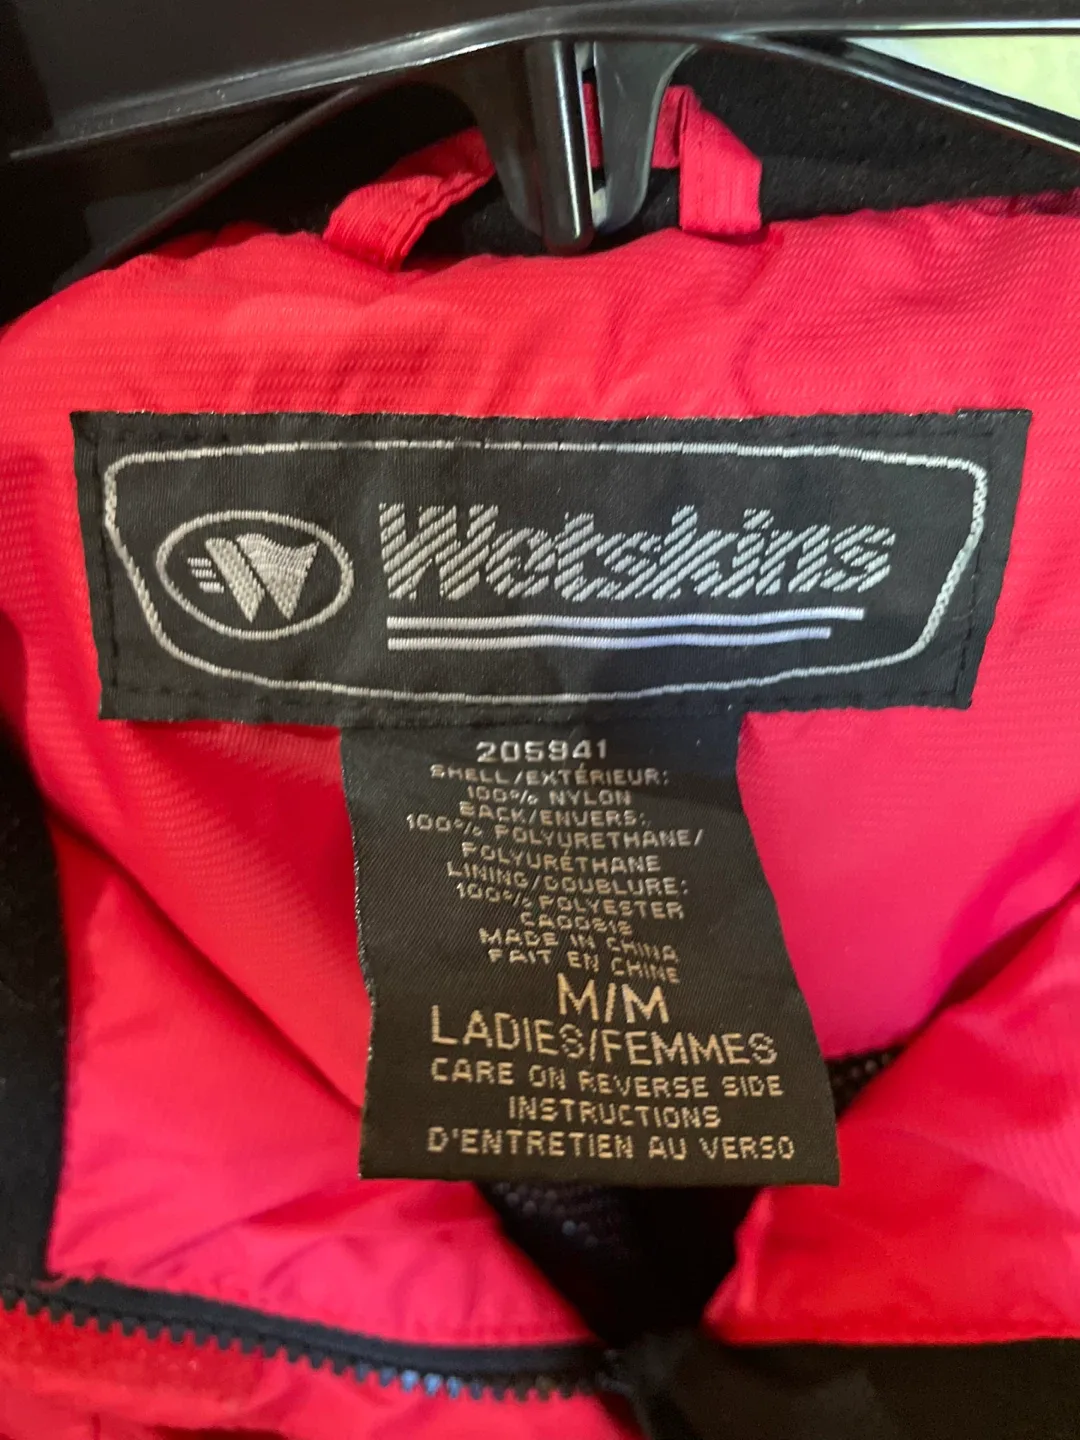 Wetskins
205941
SHELL/EXTÉRIEUR:
100% NYLON
BACK/ENVERS:
100% POLYURETHANE/
POLYURÉTHANE
LINING/DOUBLURE:
100% POLYESTER
MADE IN CHINA
FAIT EN CHINE
M/M
LADIES/FEMMES
CARE ON REVERSE SIDE
INSTRUCTIONS
D'ENTRETIEN AU VERSO